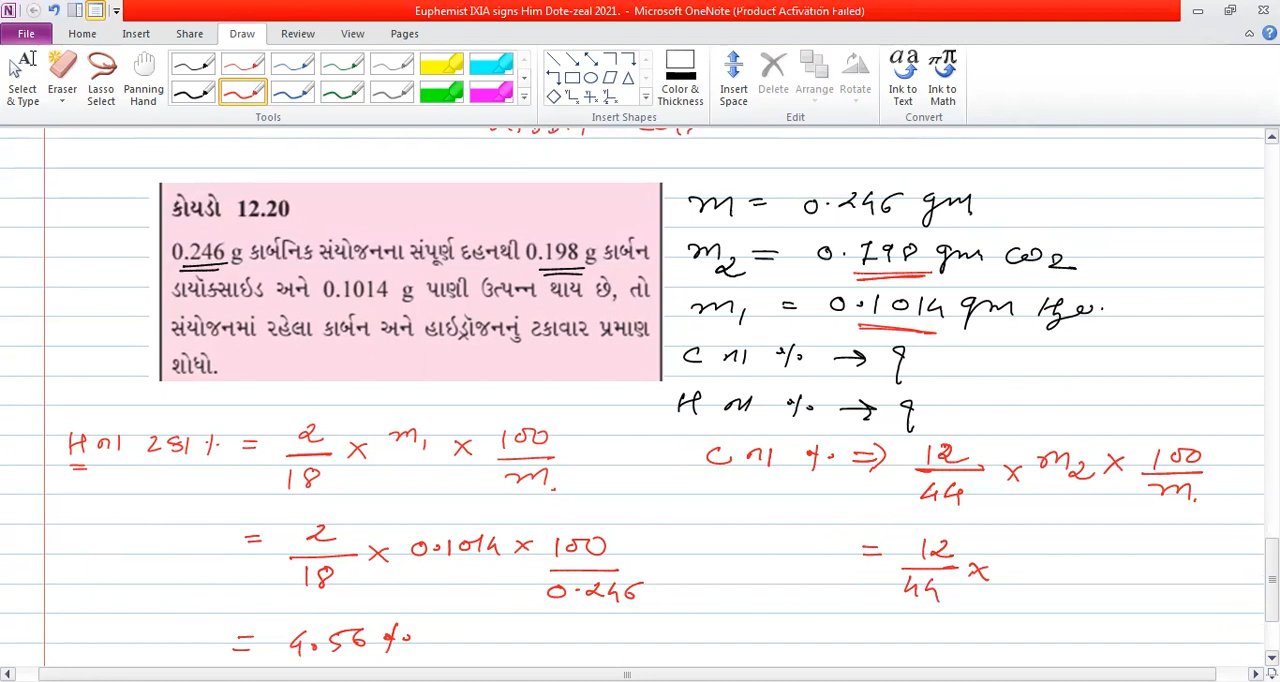 Euphemist IXIA signs Him Dote-zeal 2021. - Microsoft OneNote (Product Activation Failed)
File Home Insert Share Draw Review View Pages
Select & Type Eraser Lasso Select Panning Hand Color & Thickness Insert Space Delete Arrange Rotate Ink to Text Ink to Math
Tools Insert Shapes Edit Convert
કોયડો 12.20
0.246 g કાર્બનિક સંયોજનના સંપૂર્ણ દહનથી 0.198 g કાર્બન
ડાયૉક્સાઇડ અને 0.1014 g પાણી ઉત્પન્ન થાય છે, તો
સંયોજનમાં રહેલા કાર્બન અને હાઇડ્રૉજનનું ટકાવાર પ્રમાણ
શોધો.
m = 0.246 gm
m2 = 0.198 gm CO2
m1 = 0.1014 gm H2O.
C ના % → ?
H ના % → ?
H ના ટકા % = 2/18 × m1 × 100/m.
= 2/18 × 0.1014 × 100/0.246
= 4.56 %
C ના % ⇒ 12/44 × m2 × 100/m.
= 12/44 ×